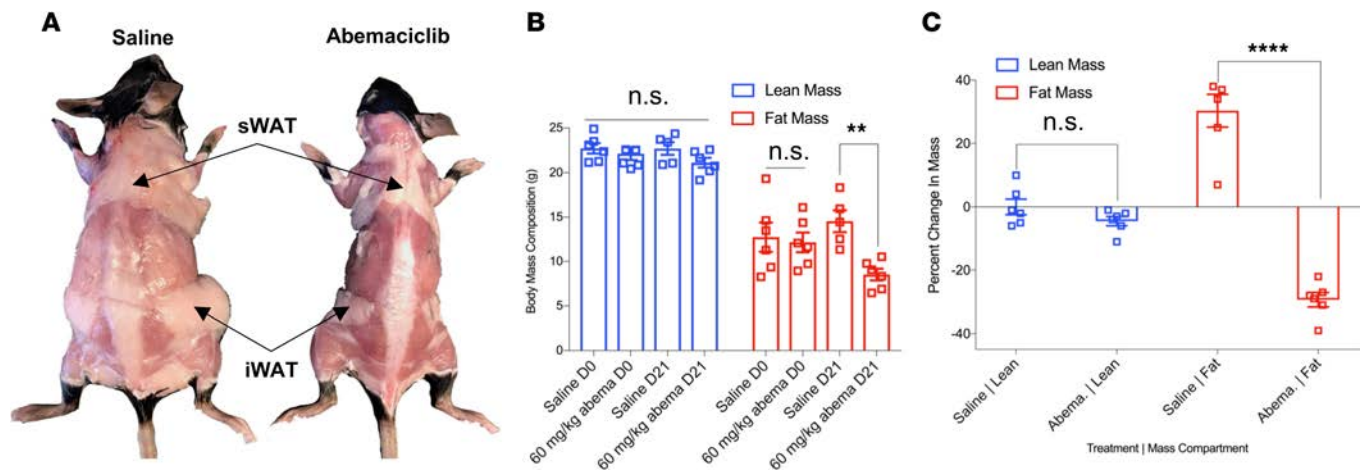 A
Saline
Abemaciclib
sWAT
iWAT
B
Lean Mass
Fat Mass
n.s.
n.s.
**
Body Mass Composition (g)
25
20
15
10
5
0
Saline D0
60 mg/kg abema D0
Saline D21
60 mg/kg abema D21
Saline D0
60 mg/kg abema D0
Saline D21
60 mg/kg abema D21
C
Lean Mass
Fat Mass
n.s.
****
Percent Change In Mass
40
20
0
-20
-40
Saline | Lean
Abema. | Lean
Saline | Fat
Abema. | Fat
Treatment | Mass Compartment